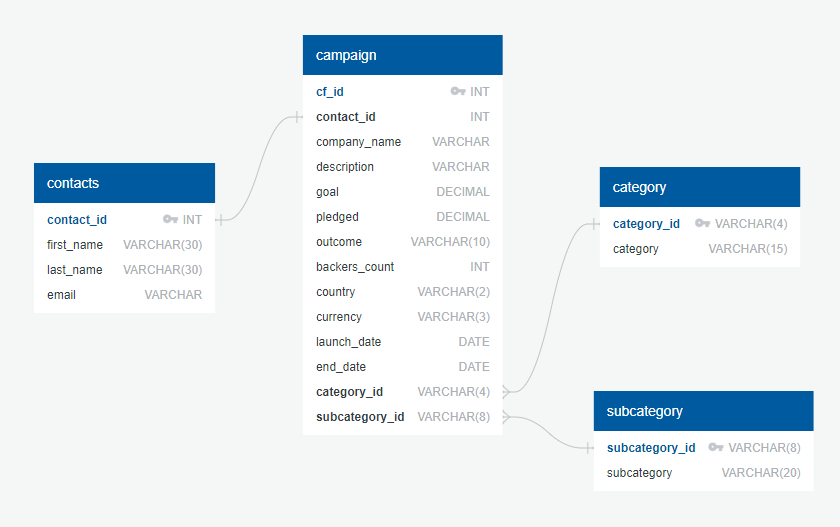 contacts
contact_id INT
first_name VARCHAR(30)
last_name VARCHAR(30)
email VARCHAR
campaign
cf_id INT
contact_id INT
company_name VARCHAR
description VARCHAR
goal DECIMAL
pledged DECIMAL
outcome VARCHAR(10)
backers_count INT
country VARCHAR(2)
currency VARCHAR(3)
launch_date DATE
end_date DATE
category_id VARCHAR(4)
subcategory_id VARCHAR(8)
category
category_id VARCHAR(4)
category VARCHAR(15)
subcategory
subcategory_id VARCHAR(8)
subcategory VARCHAR(20)